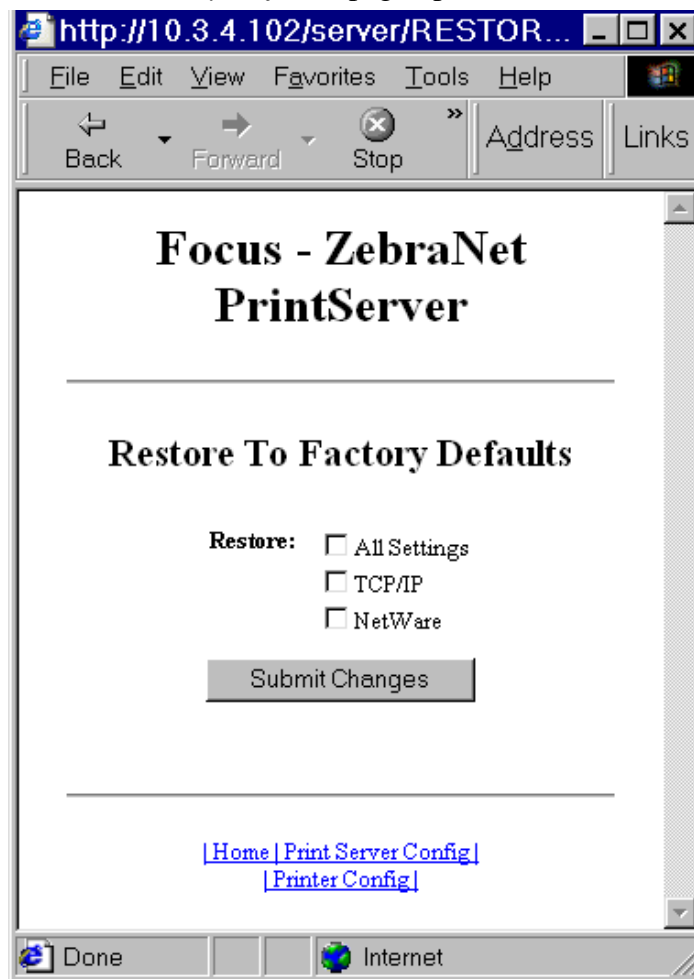 http://10.3.4.102/server/RESTOR...
File Edit View Favorites Tools Help
Back Forward Stop » Address Links
Focus - ZebraNet
PrintServer
Restore To Factory Defaults
Restore: All Settings
TCP/IP
NetWare
Submit Changes
| Home | Print Server Config |
| Printer Config |
Done Internet